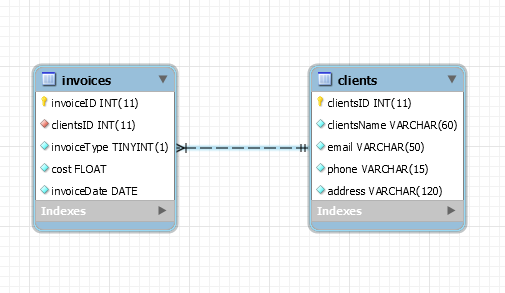 invoices
invoiceID INT(11)
clientsID INT(11)
invoiceType TINYINT(1)
cost FLOAT
invoiceDate DATE
Indexes
clients
clientsID INT(11)
clientsName VARCHAR(60)
email VARCHAR(50)
phone VARCHAR(15)
address VARCHAR(120)
Indexes